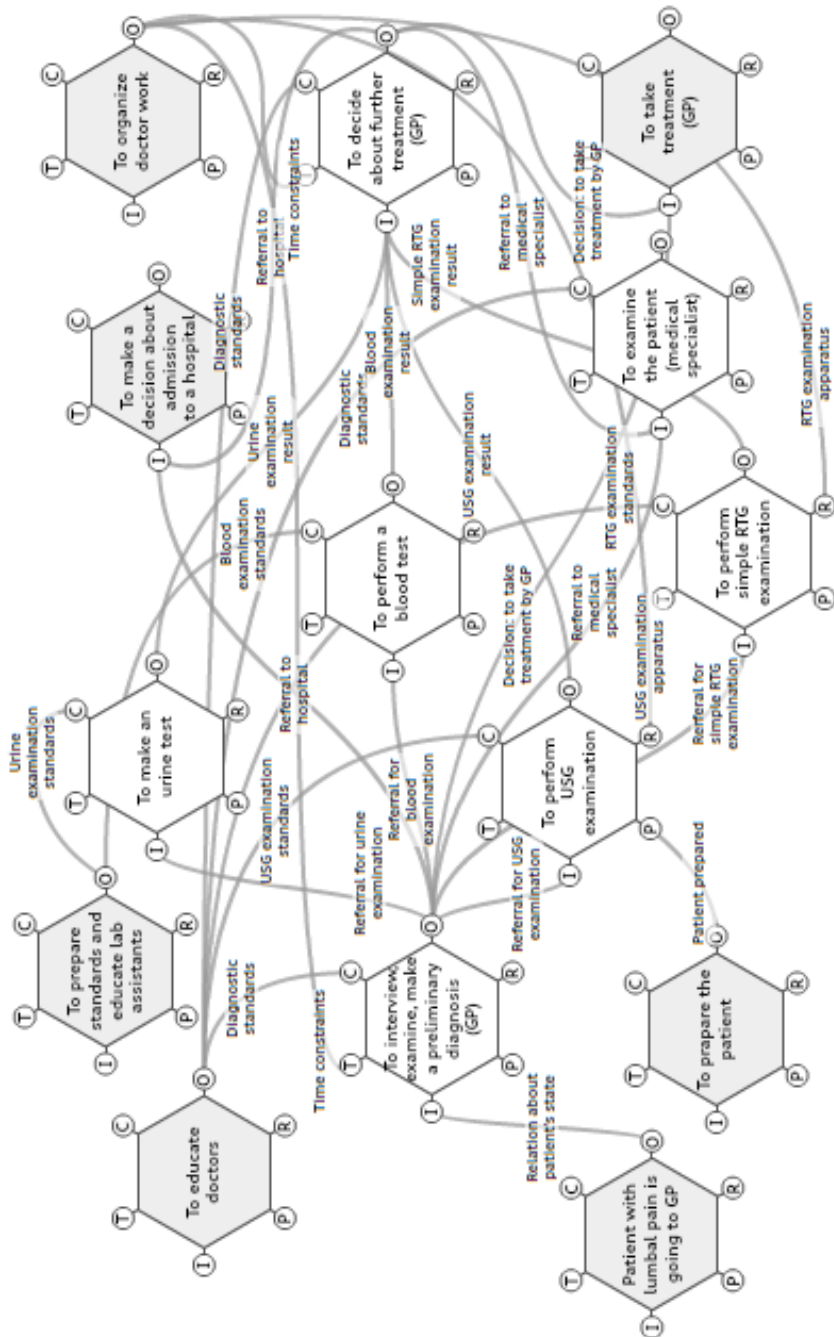 T C
I O
P R
To educate
doctors
T C
I O
P R
To prepare
standards and
educate lab
assistants
Urine
examination
standards
T C
I O
P R
To make an
urine test
T C
I O
P
To make a
decision about
admission
to a hospital
T C
I O
P R
To organize
doctor work
Diagnostic
standards
USG examination
standards
Referral to
hospital
Blood
examination
standards
Urine
examination
result
Diagnostic
standards
Referral to
hospital
Time constraints
Time constraints
T C
I O
P R
To interview,
examine, make
a preliminary
diagnosis
(GP)
Referral for urine
examination
Referral for
blood
examination
T C
I O
P R
To perform a
blood test
Diagnostic
standards
Blood
examination
result
Simple RTG
examination
result
T C
I O
P R
To decide
about further
treatment
(GP)
USG examination
result
Referral to
medical
specialist
Relation about
patient's state
Referral for USG
examination
Decision: to take
treatment by GP
Referral to
medical
specialist
RTG examination
standards
Decision: to take
treatment by GP
T C
I O
P R
To perform
USG
examination
T C
I O
P R
To examine
the patient
(medical
specialist)
T C
I O
P R
Patient with
lumbal pain is
going to GP
T C
I O
P R
To prapare the
patient
Patient prepared
USG examination
apparatus
Referral for
simple RTG
examination
T C
I O
P R
To perform
simple RTG
examination
RTG examination
apparatus
C
I O
P R
To take
treatment
(GP)